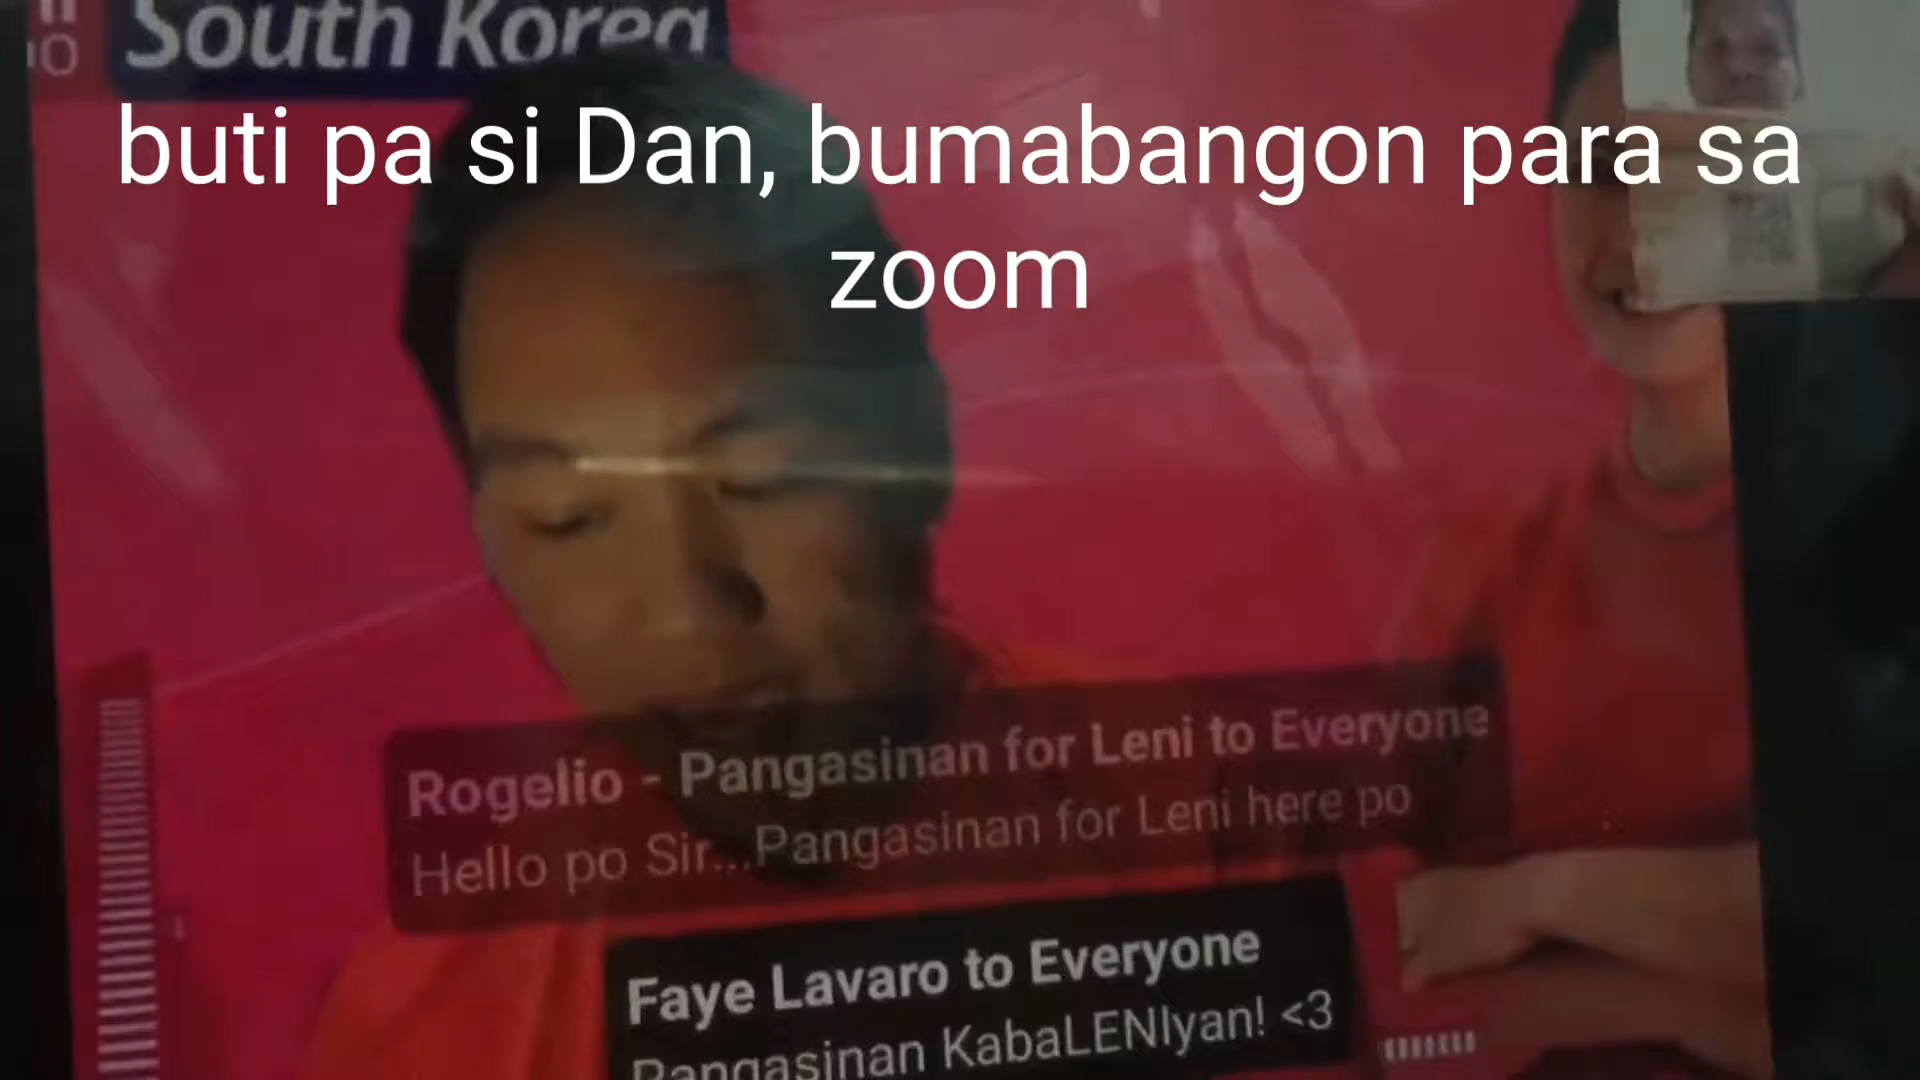 South Korea
buti pa si Dan, bumabangon para sa
zoom
Rogelio - Pangasinan for Leni to Everyone
Hello po Sir...Pangasinan for Leni here po
Faye Lavaro to Everyone
Pangasinan KabaLENIyan! <3